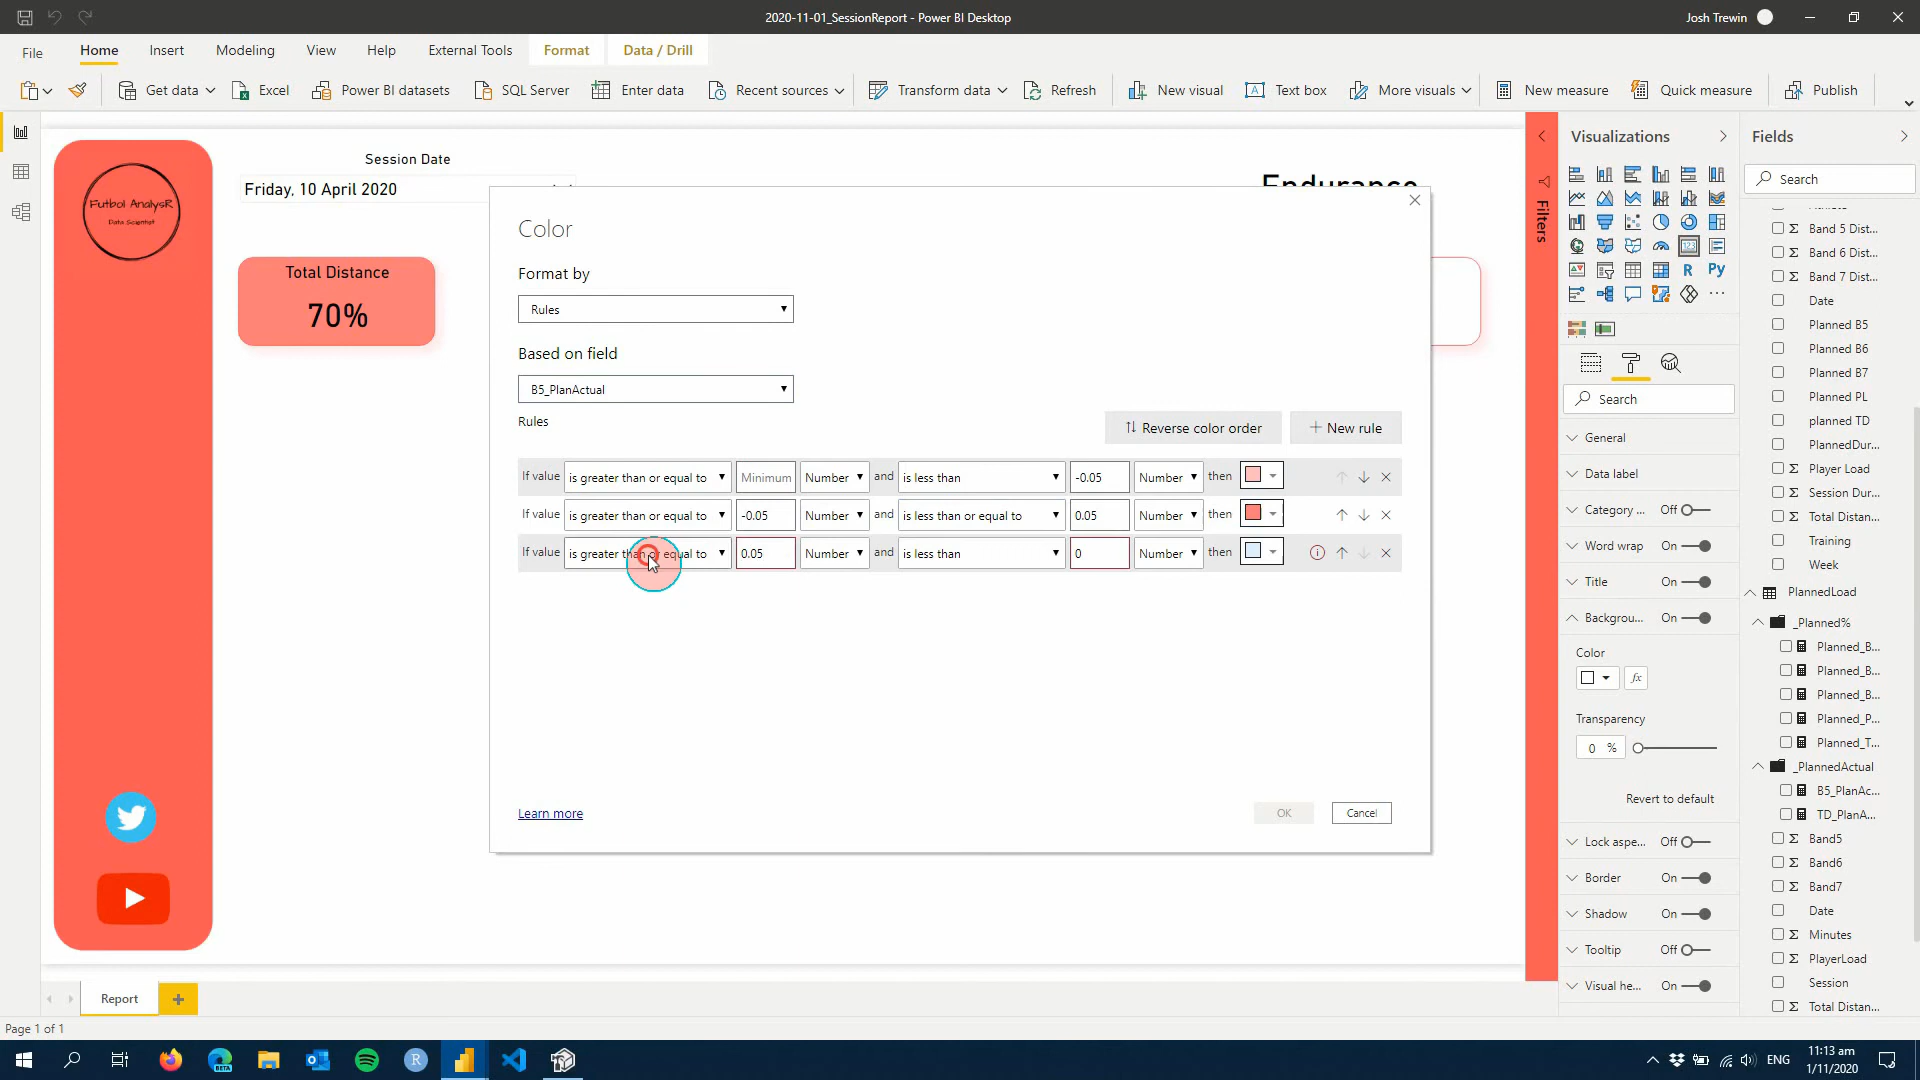 2020-11-01_SessionReport - Power BI Desktop
Josh Trewin
File
Home
Insert
Modeling
View
Help
External Tools
Format
Data / Drill
Get data
Excel
Power BI datasets
SQL Server
Enter data
Recent sources
Transform data
Refresh
New visual
Text box
More visuals
New measure
Quick measure
Publish
Futbol AnalysR
Data Scientist
Session Date
Friday, 10 April 2020
Endurance
Total Distance
70%
Color
Format by
Rules
Based on field
B5_PlanActual
Rules
Reverse color order
New rule
If value is greater than or equal to Minimum Number and is less than -0.05 Number then
If value is greater than or equal to -0.05 Number and is less than or equal to 0.05 Number then
If value is greater than or equal to 0.05 Number and is less than 0 Number then
Learn more
OK
Cancel
Filters
Visualizations
R
Py
Search
General
Data label
Category ... Off
Word wrap On
Title On
Backgrou... On
Color
fx
Transparency
0 %
Revert to default
Lock aspe... Off
Border On
Shadow On
Tooltip Off
Visual he... On
Fields
Search
Band 5 Dist...
Band 6 Dist...
Band 7 Dist...
Date
Planned B5
Planned B6
Planned B7
Planned PL
planned TD
PlannedDur...
Player Load
Session Dur...
Total Distan...
Training
Week
PlannedLoad
_Planned%
Planned_B...
Planned_B...
Planned_B...
Planned_P...
Planned_T...
_PlannedActual
B5_PlanAc...
TD_PlanA...
Band5
Band6
Band7
Date
Minutes
PlayerLoad
Session
Total Distan...
Report
Page 1 of 1
BETA
R
ENG
11:13 am
1/11/2020